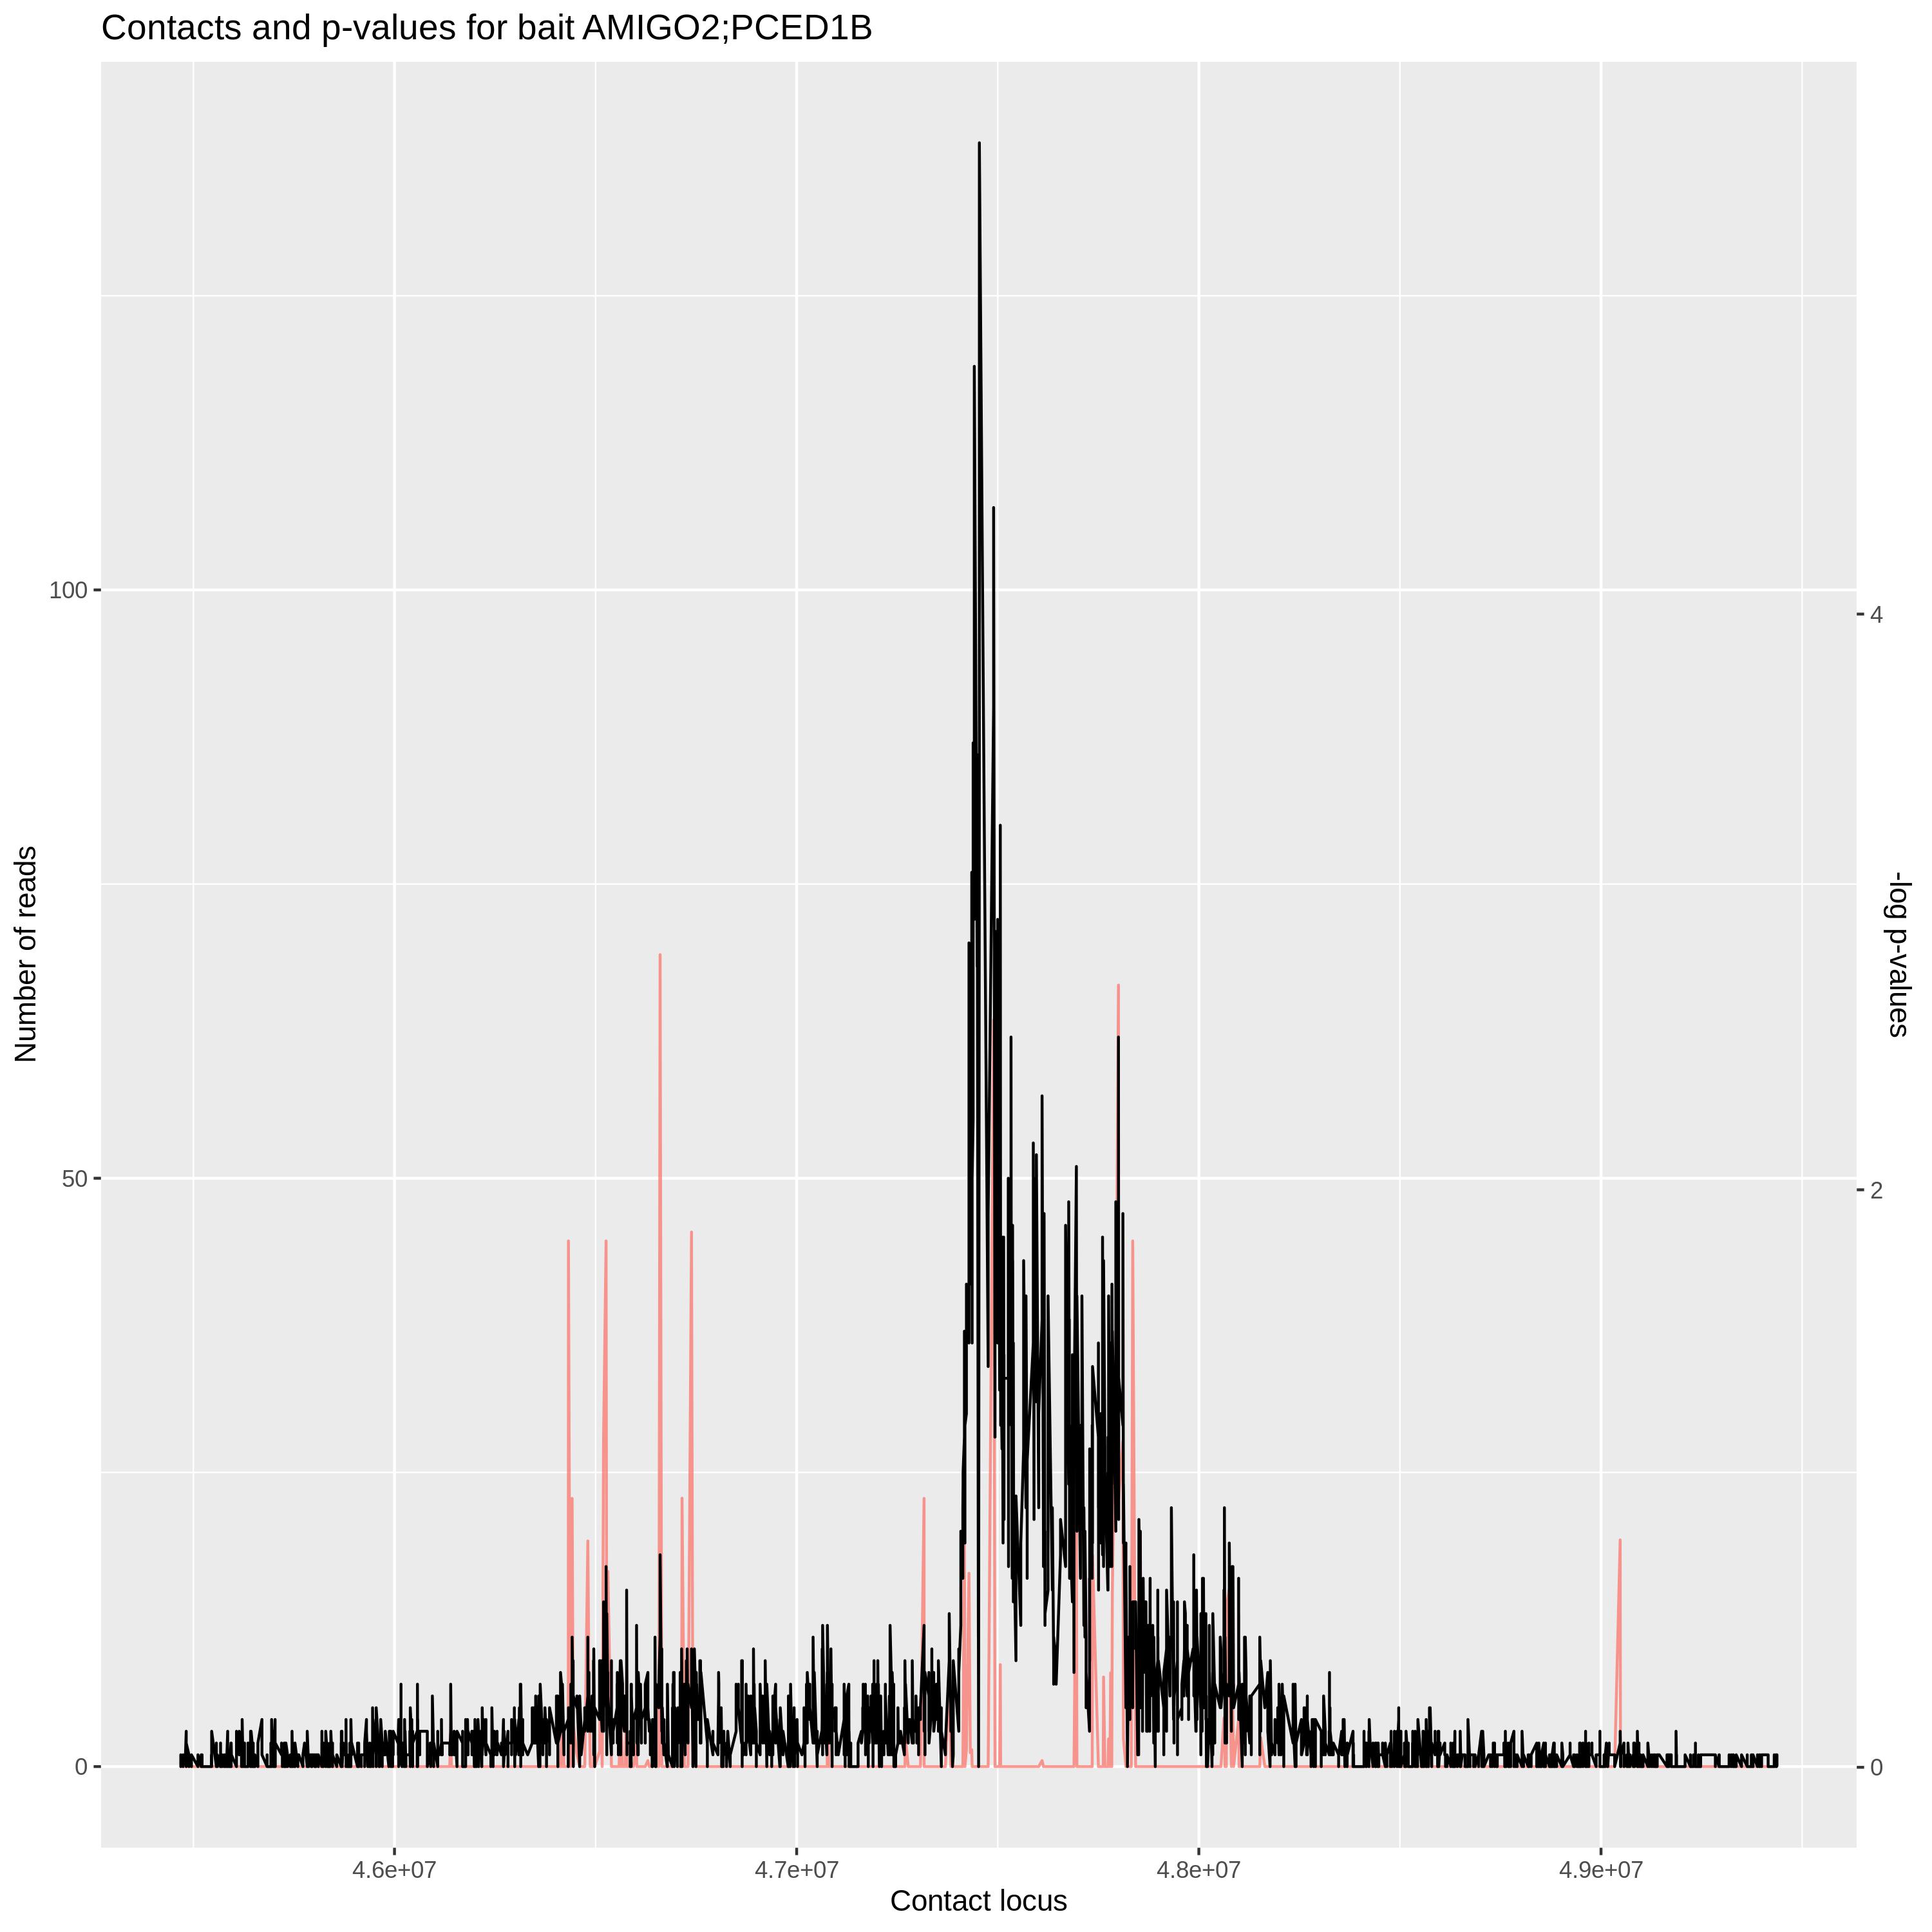 Contacts and p-values for bait AMIGO2;PCED1B
100
50
0
Number of reads
4
2
0
-log p-values
4.6e+07
4.7e+07
4.8e+07
4.9e+07
Contact locus